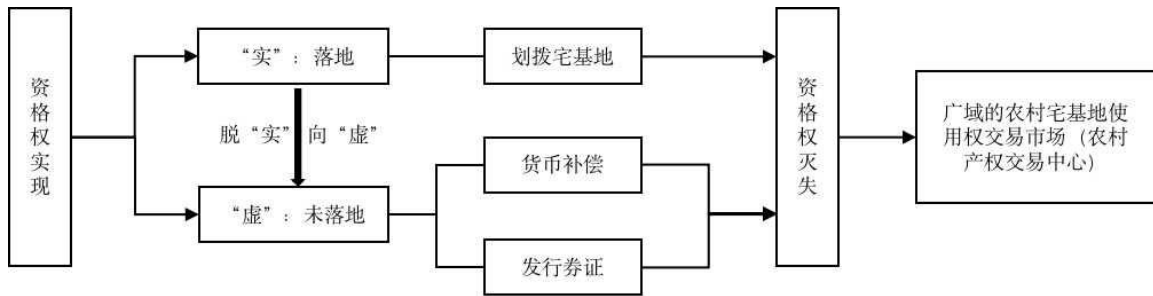 资格权实现
“实”：落地
划拨宅基地
脱“实”向“虚”
“虚”：未落地
货币补偿
发行券证
资格权灭失
广域的农村宅基地使
用权交易市场（农村
产权交易中心）